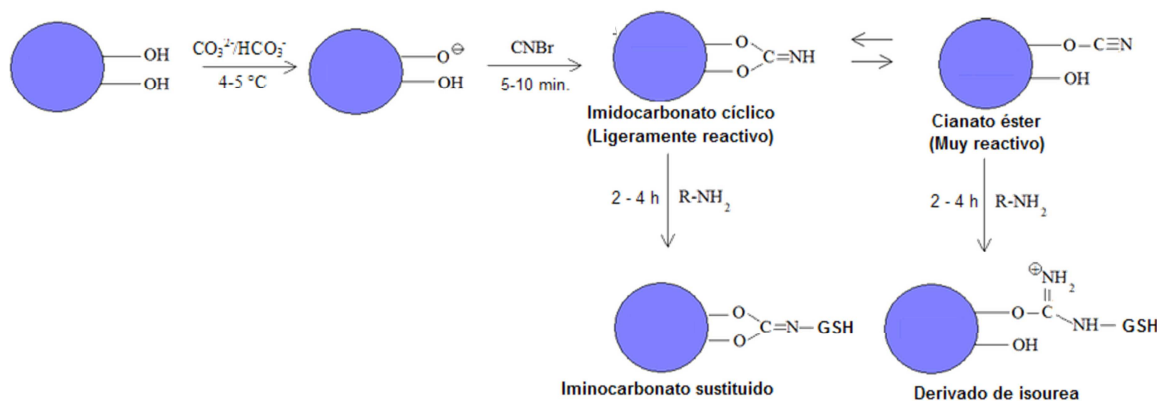 OH
OH
CO₃²⁻/HCO₃⁻
4-5 °C
O⊖
OH
CNBr
5-10 min.
O
O
C=NH
Imidocarbonato cíclico
(Ligeramente reactivo)
O-C≡N
OH
Cianato éster
(Muy reactivo)
2 - 4 h
R-NH₂
2 - 4 h
R-NH₂
O
O
C=N-GSH
Iminocarbonato sustituido
⊕NH₂
O-C
NH-GSH
OH
Derivado de isourea